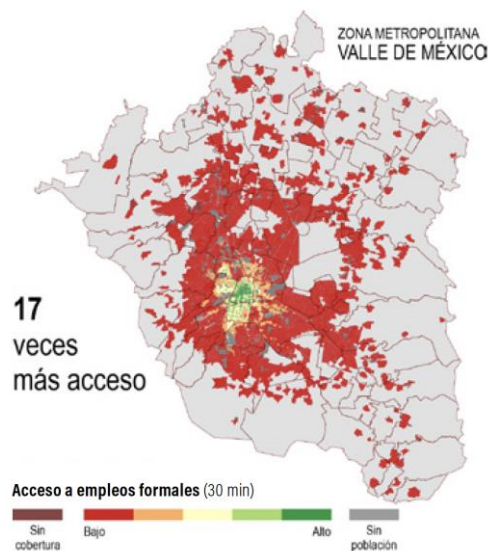 ZONA METROPOLITANA
VALLE DE MÉXICO
17
veces
más acceso
Acceso a empleos formales (30 min)
Sin
cobertura
Bajo
Alto
Sin
población